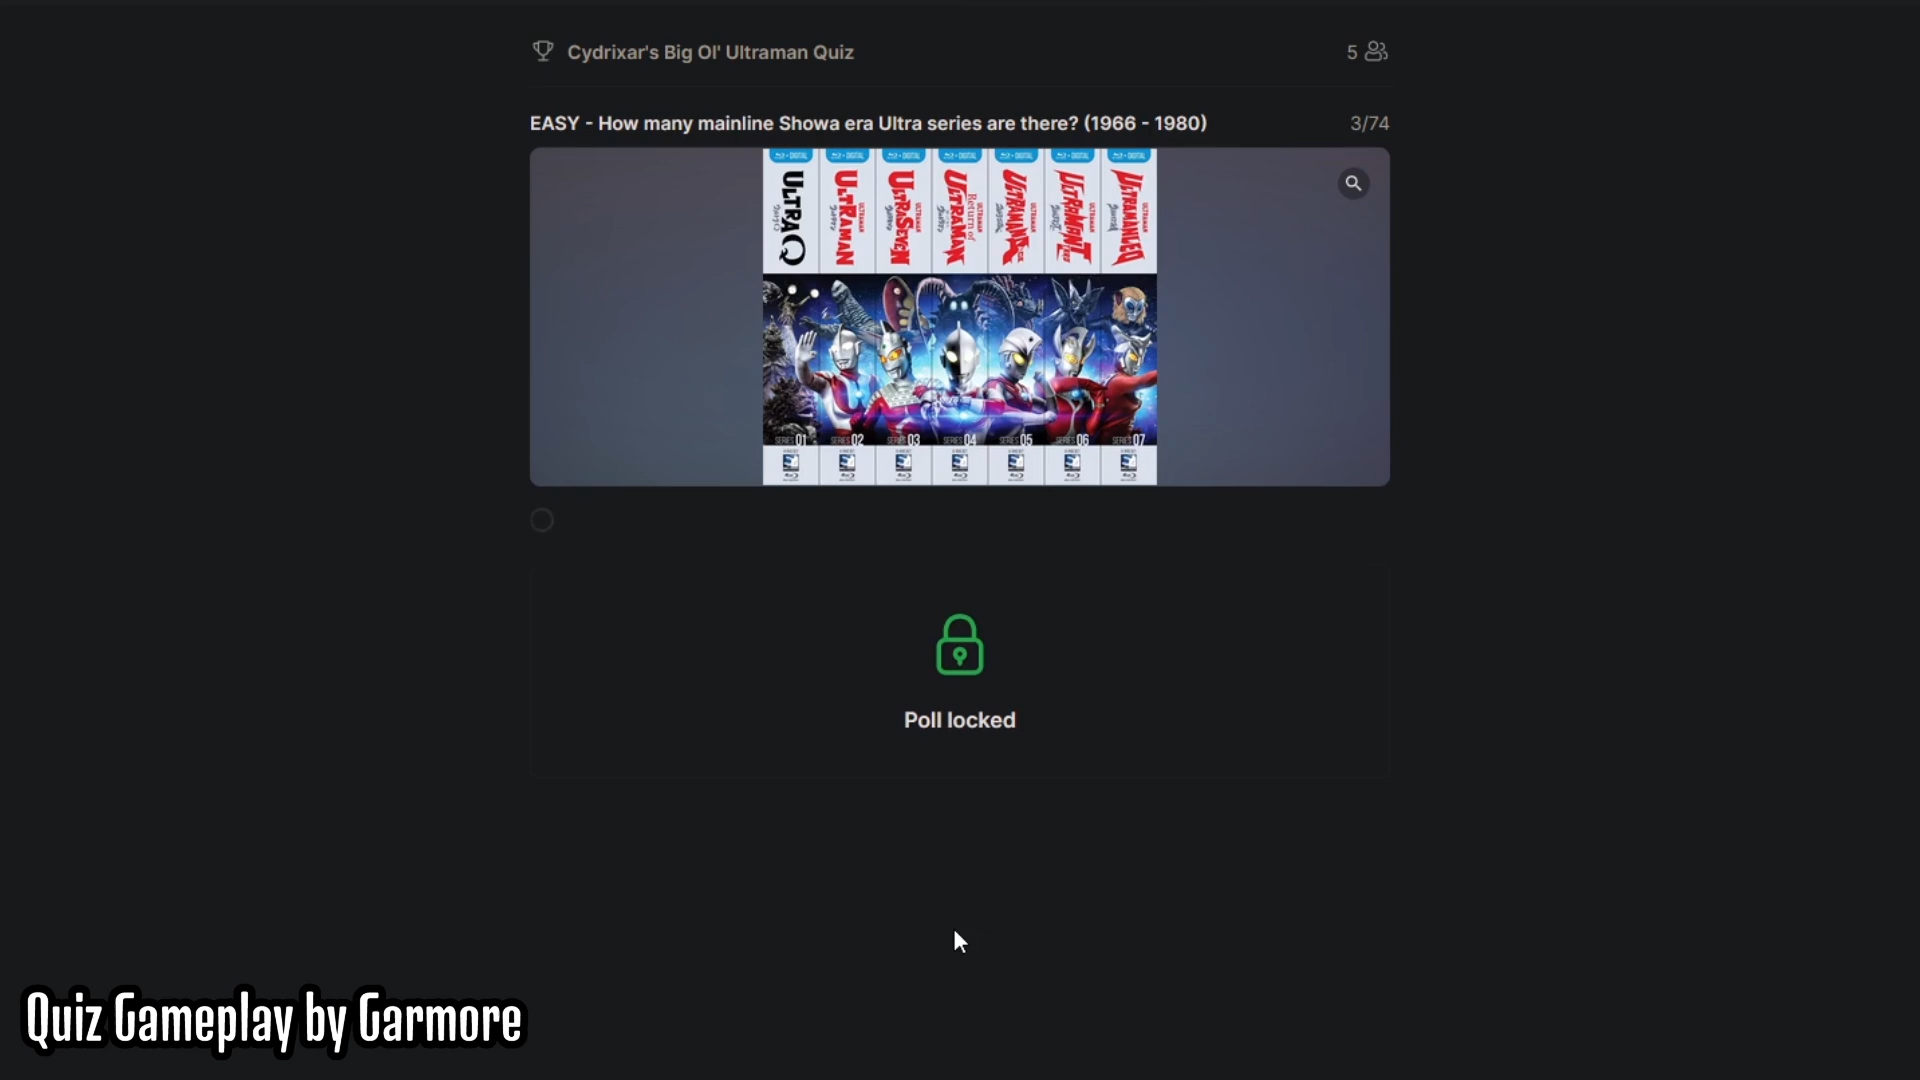 Cydrixar's Big Ol' Ultraman Quiz
5
EASY - How many mainline Showa era Ultra series are there? (1966 - 1980)
3/74
ULTRA Q
ULTRAMAN
ULTRASEVEN
Return of
ULTRAMAN
ULTRAMAN
ULTRAMAN
ULTRAMAN LEO
SERIES 01
SERIES 02
SERIES 03
SERIES 04
SERIES 05
SERIES 06
SERIES 07
Poll locked
Quiz Gameplay by Garmore